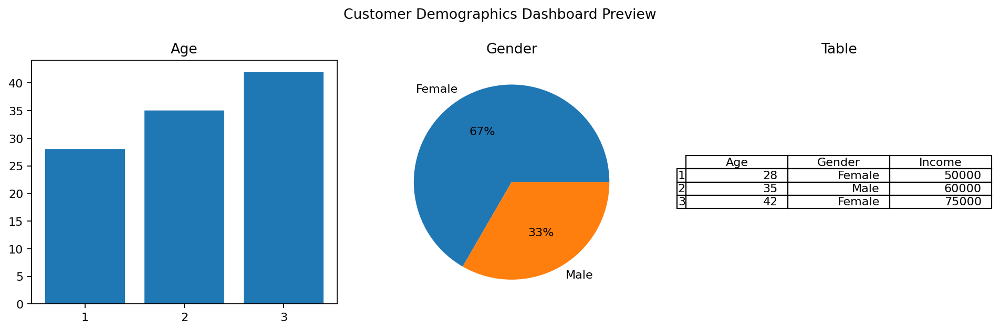 Customer Demographics Dashboard Preview
Age
40
35
30
25
20
15
10
5
0
1 2 3
Gender
Female
67%
33%
Male
Table
Age Gender Income
1 28 Female 50000
2 35 Male 60000
3 42 Female 75000